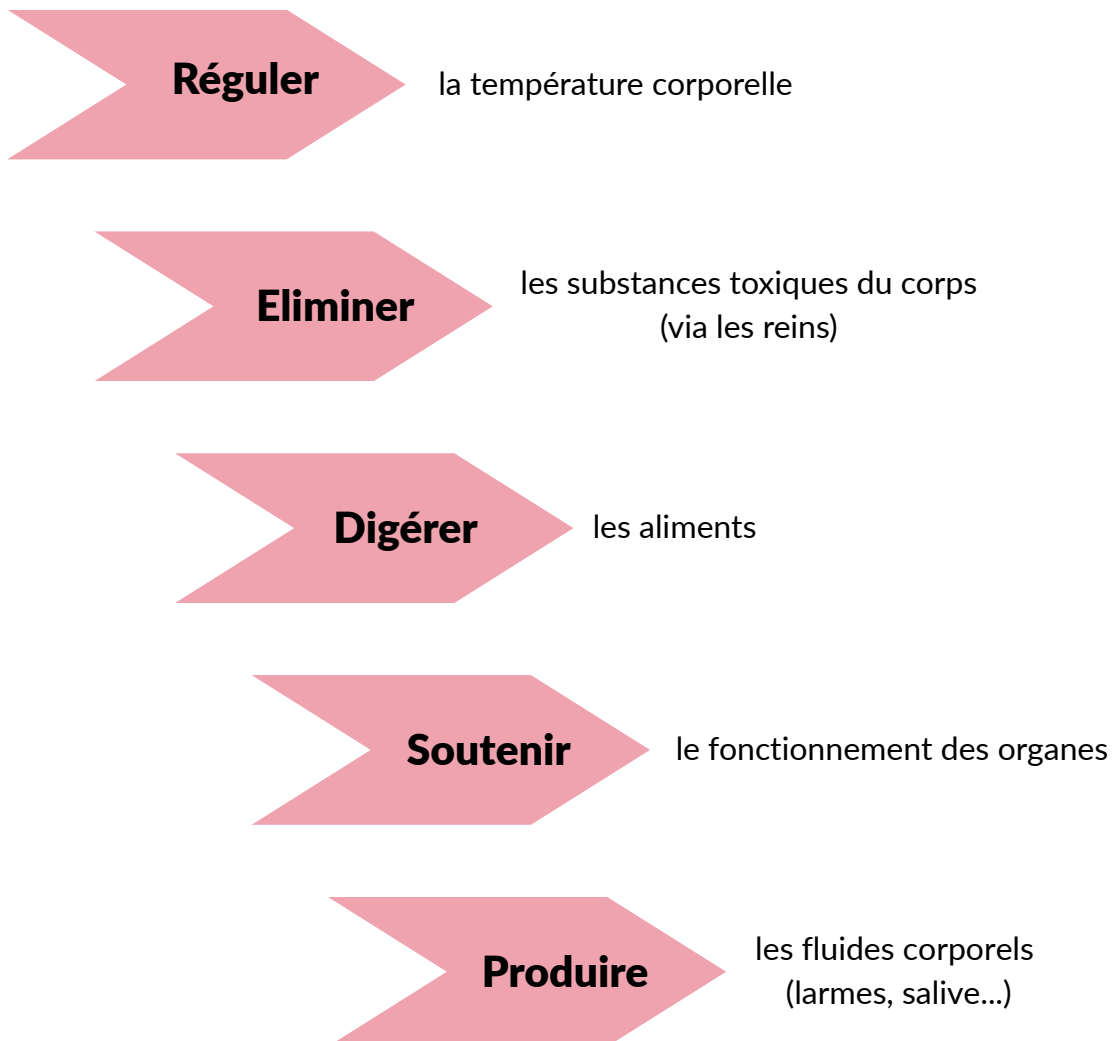 Réguler
la température corporelle
Eliminer
les substances toxiques du corps
(via les reins)
Digérer
les aliments
Soutenir
le fonctionnement des organes
Produire
les fluides corporels
(larmes, salive...)